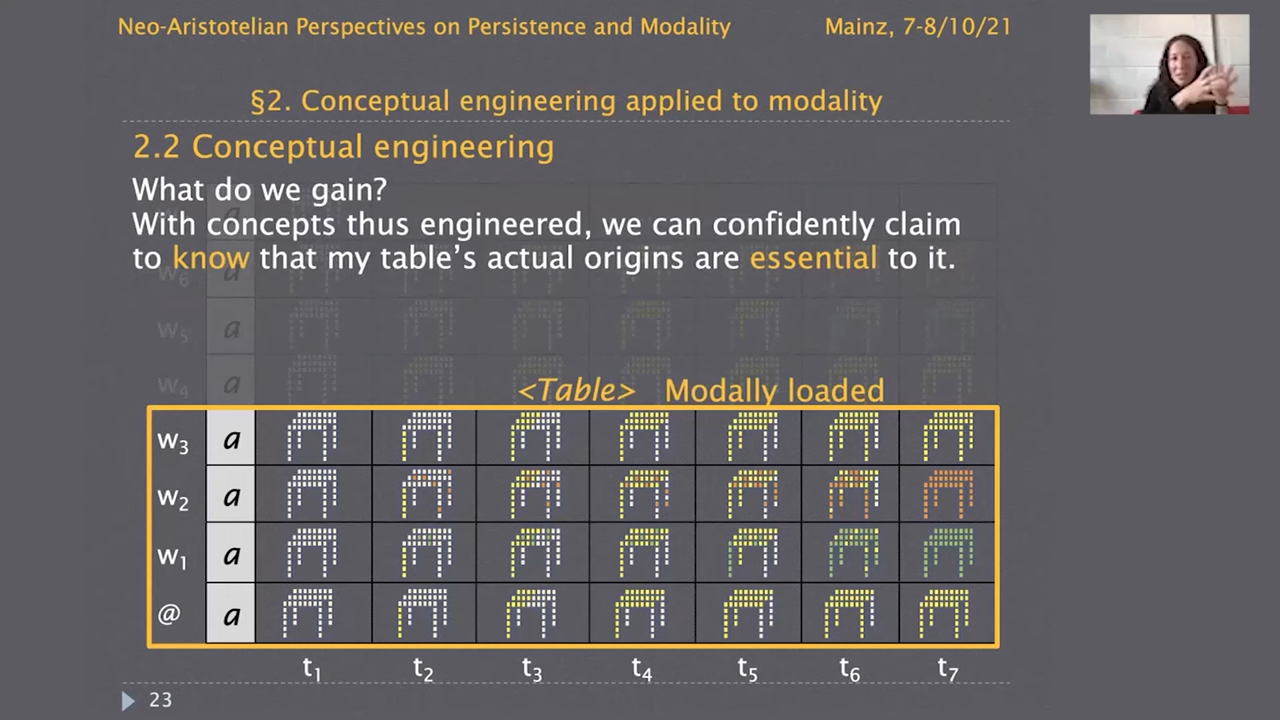 Neo-Aristotelian Perspectives on Persistence and Modality Mainz, 7-8/10/21
§2. Conceptual engineering applied to modality
2.2 Conceptual engineering
What do we gain?
With concepts thus engineered, we can confidently claim
to know that my table's actual origins are essential to it.
w6
w5 a
w4 a
<Table> Modally loaded
w3 a
w2 a
w1 a
@ a
t1 t2 t3 t4 t5 t6 t7
23